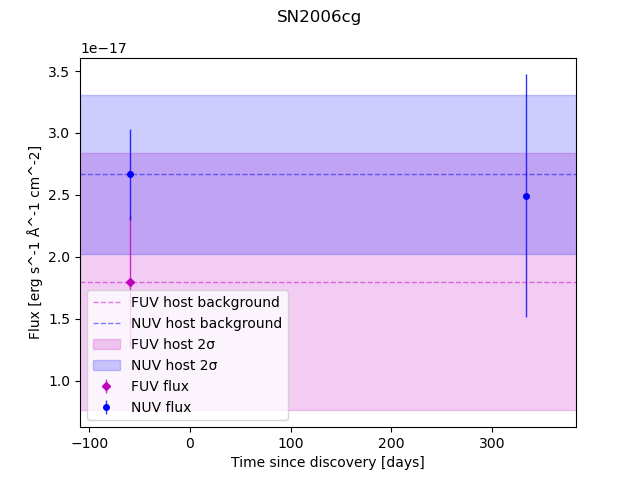 SN2006cg
1e−17
3.5
3.0
2.5
2.0
1.5
1.0
Flux [erg s^-1 Å^-1 cm^-2]
FUV host background
NUV host background
FUV host 2σ
NUV host 2σ
FUV flux
NUV flux
−100 0 100 200 300
Time since discovery [days]